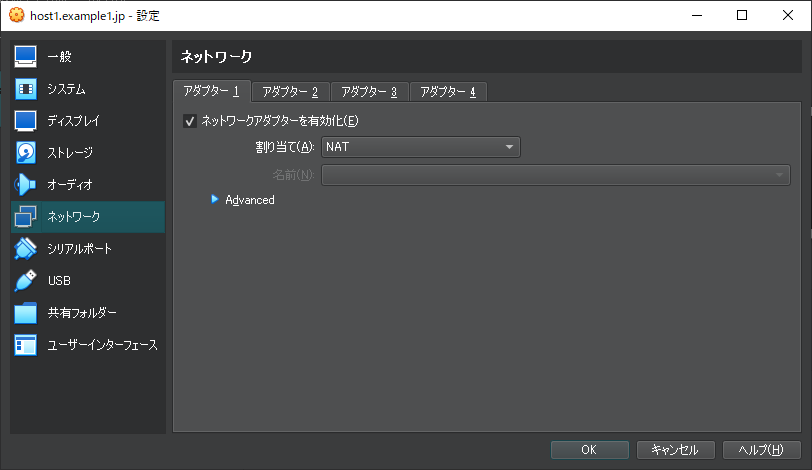 host1.example1.jp - 設定
一般
システム
ディスプレイ
ストレージ
オーディオ
ネットワーク
シリアルポート
USB
共有フォルダー
ユーザーインターフェース
ネットワーク
アダプター 1 アダプター 2 アダプター 3 アダプター 4
ネットワークアダプターを有効化(E)
割り当て(A): NAT
名前(N):
Advanced
OK キャンセル ヘルプ(H)